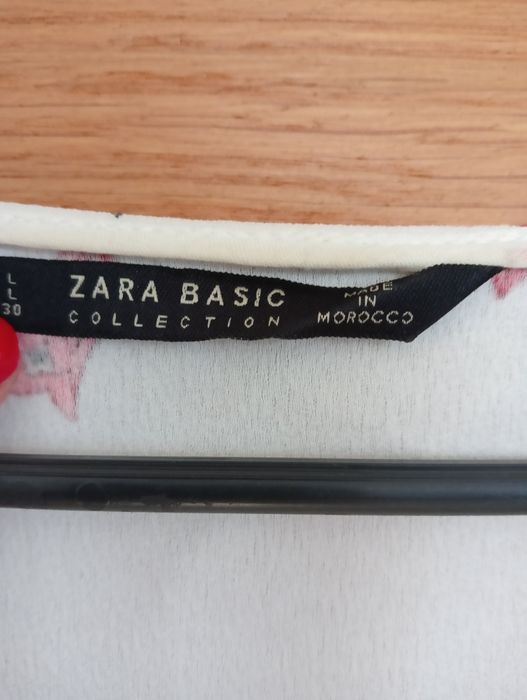 L
L
30
ZARA BASIC
COLLECTION
MADE
IN
MOROCCO